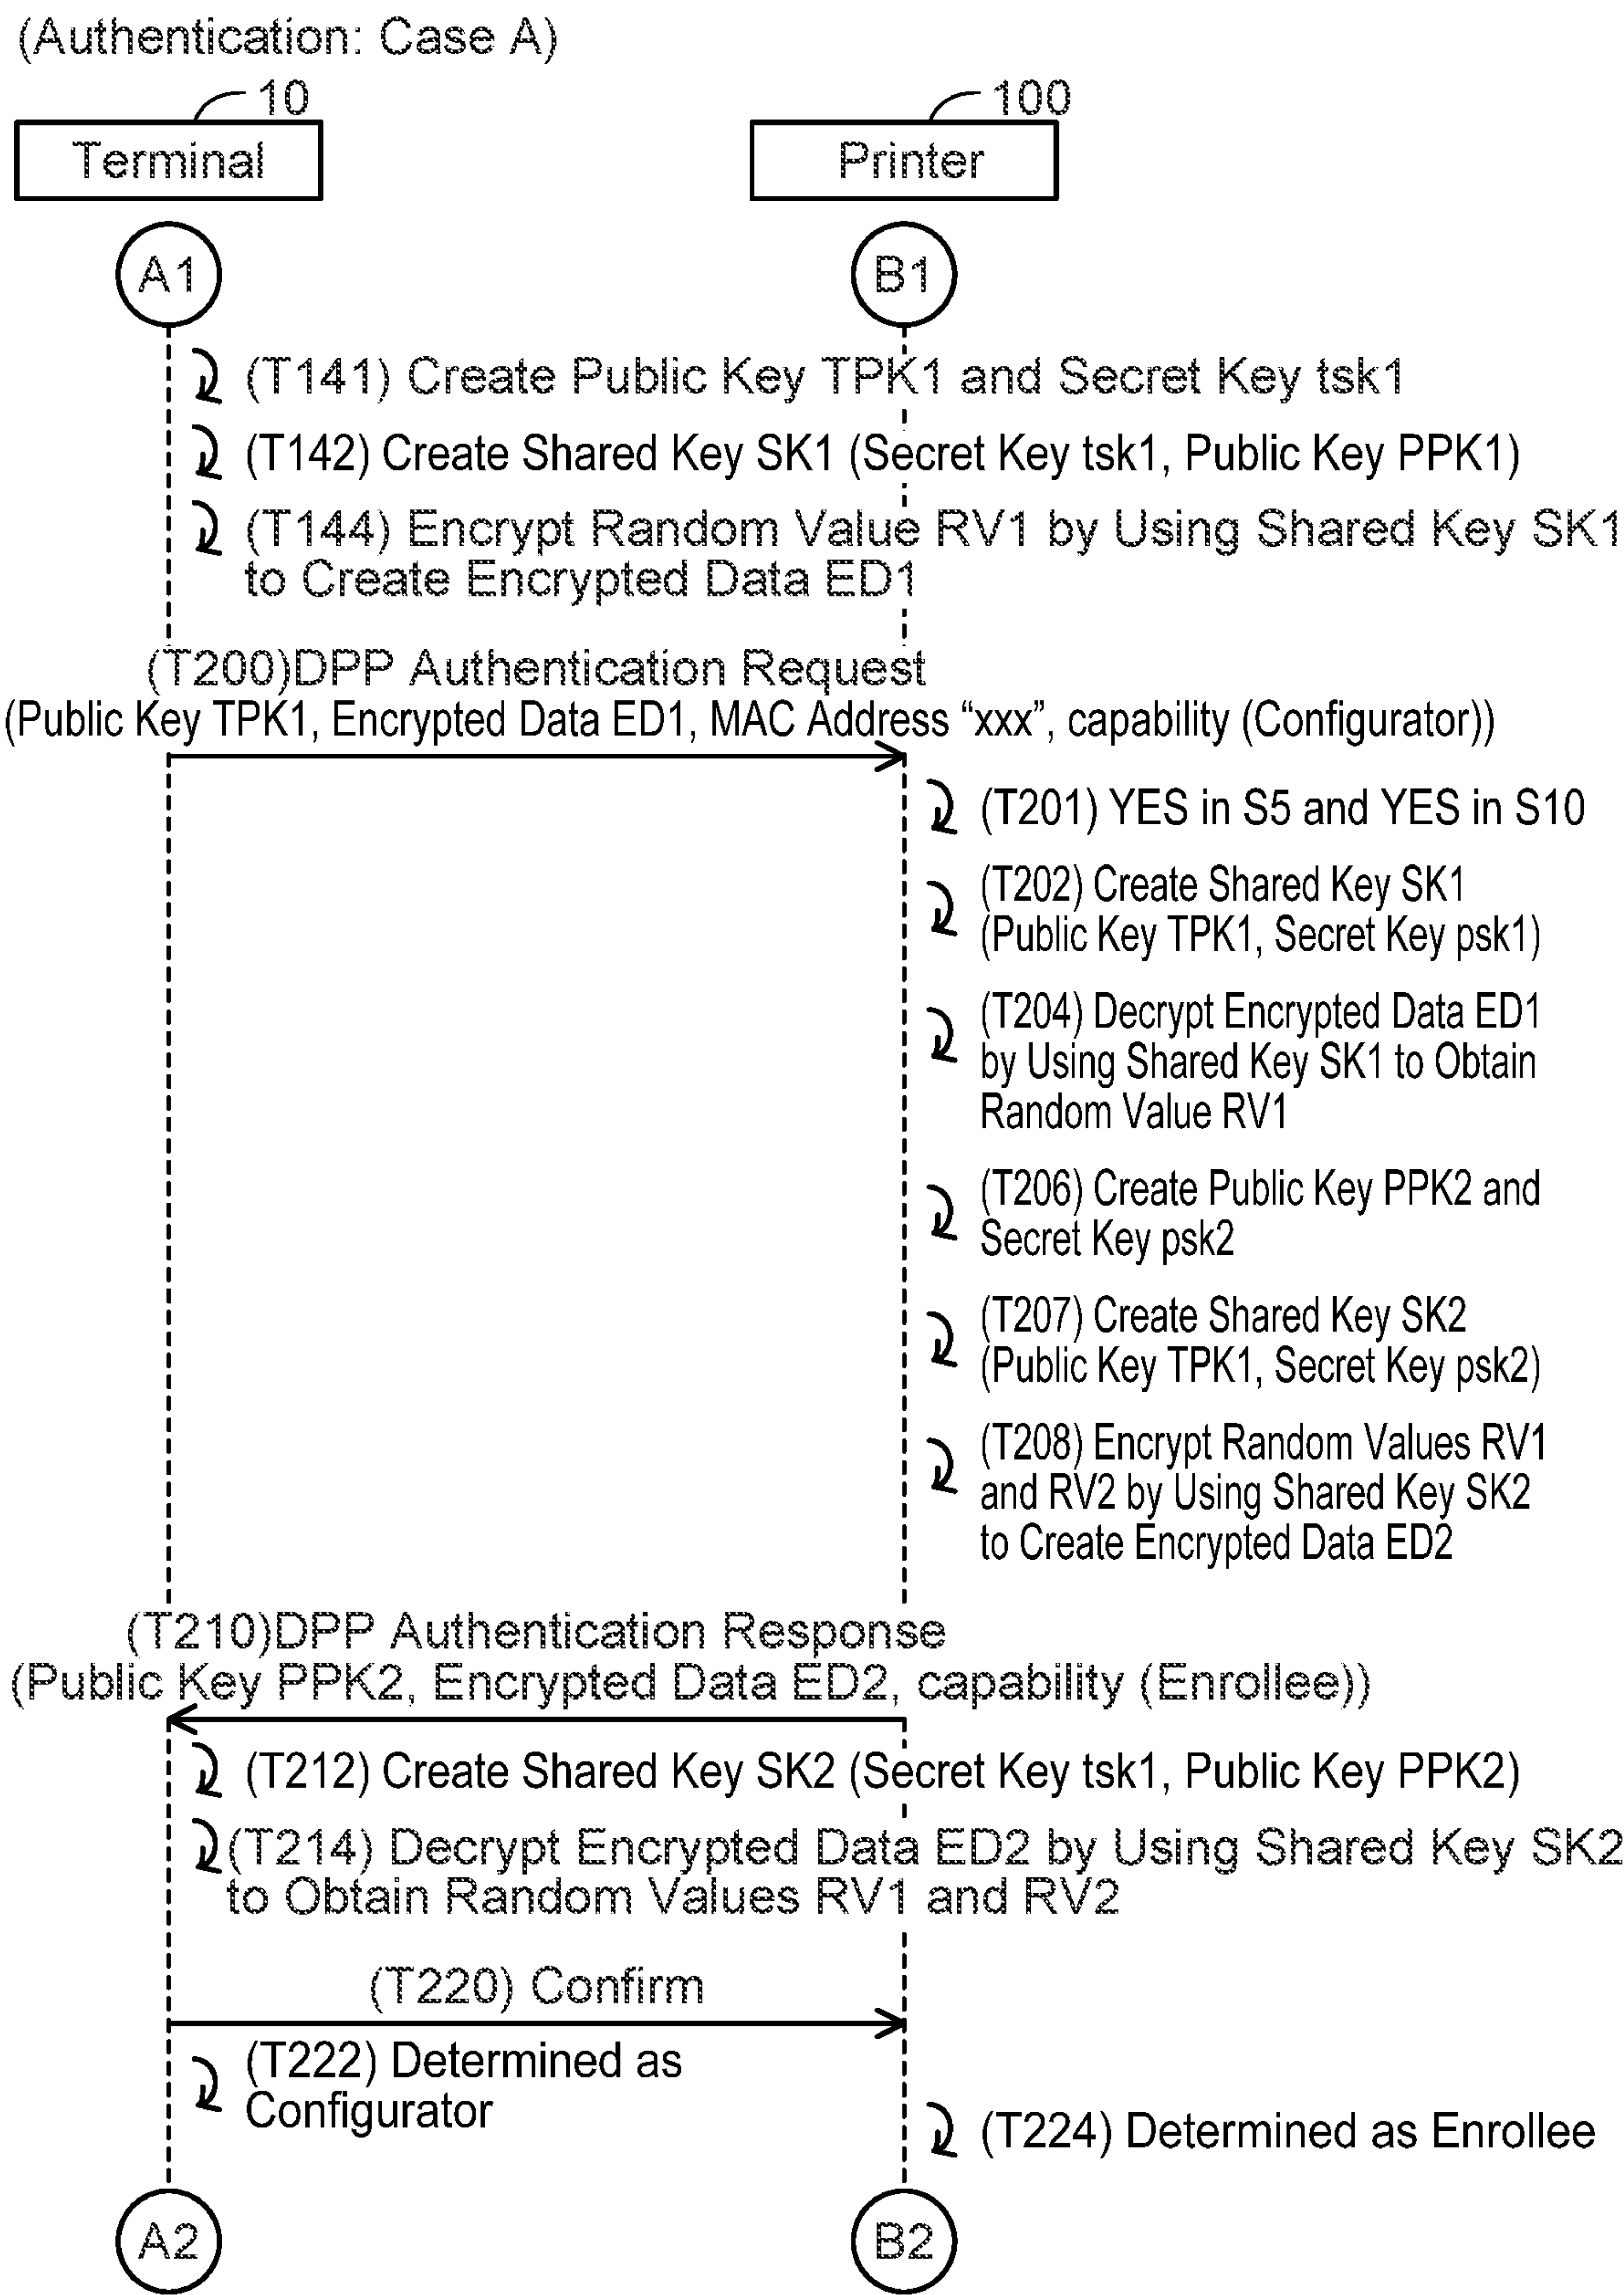 (Authentication: Case A)
10
100
Terminal
Printer
A1
B1
(T141) Create Public Key TPK1 and Secret Key tsk1
(T142) Create Shared Key SK1 (Secret Key tsk1, Public Key PPK1)
(T144) Encrypt Random Value RV1 by Using Shared Key SK1
to Create Encrypted Data ED1
(T200)DPP Authentication Request
(Public Key TPK1, Encrypted Data ED1, MAC Address “xxx”, capability (Configurator))
(T201) YES in S5 and YES in S10
(T202) Create Shared Key SK1
(Public Key TPK1, Secret Key psk1)
(T204) Decrypt Encrypted Data ED1
by Using Shared Key SK1 to Obtain
Random Value RV1
(T206) Create Public Key PPK2 and
Secret Key psk2
(T207) Create Shared Key SK2
(Public Key TPK1, Secret Key psk2)
(T208) Encrypt Random Values RV1
and RV2 by Using Shared Key SK2
to Create Encrypted Data ED2
(T210)DPP Authentication Response
(Public Key PPK2, Encrypted Data ED2, capability (Enrollee))
(T212) Create Shared Key SK2 (Secret Key tsk1, Public Key PPK2)
(T214) Decrypt Encrypted Data ED2 by Using Shared Key SK2
to Obtain Random Values RV1 and RV2
(T220) Confirm
(T222) Determined as
Configurator
(T224) Determined as Enrollee
A2
B2